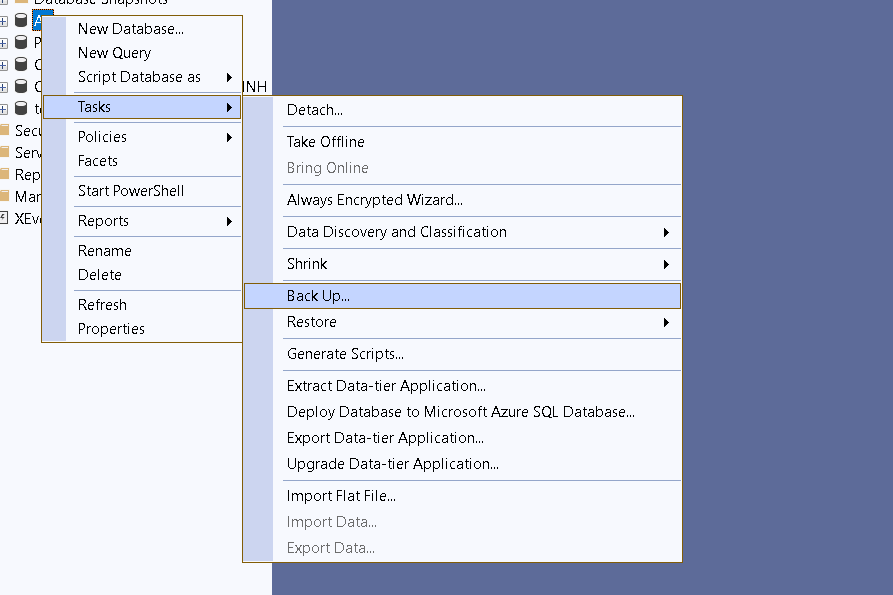 Database Snapshots
New Database...
New Query
Script Database as
INH
Tasks
Detach...
Policies
Take Offline
Facets
Bring Online
Start PowerShell
Always Encrypted Wizard...
Reports
Data Discovery and Classification
Rename
Shrink
Delete
Back Up...
Refresh
Restore
Properties
Generate Scripts...
Extract Data-tier Application...
Deploy Database to Microsoft Azure SQL Database...
Export Data-tier Application...
Upgrade Data-tier Application...
Import Flat File...
Import Data...
Export Data...